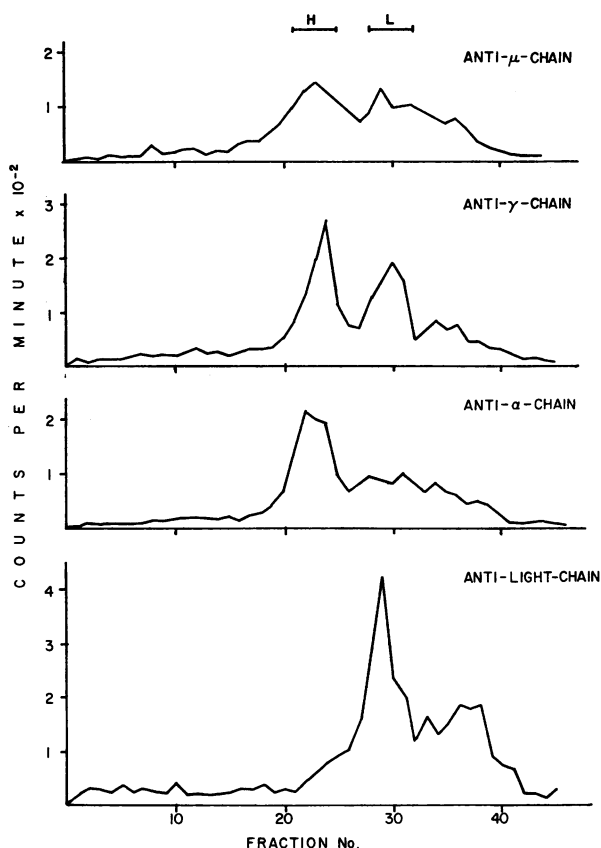 H L
ANTI-μ-CHAIN
2
1
ANTI-γ-CHAIN
3
2
1
ANTI-α-CHAIN
2
1
ANTI-LIGHT-CHAIN
4
3
2
1
10 20 30 40
FRACTION No.
COUNTS PER MINUTE x 10⁻²